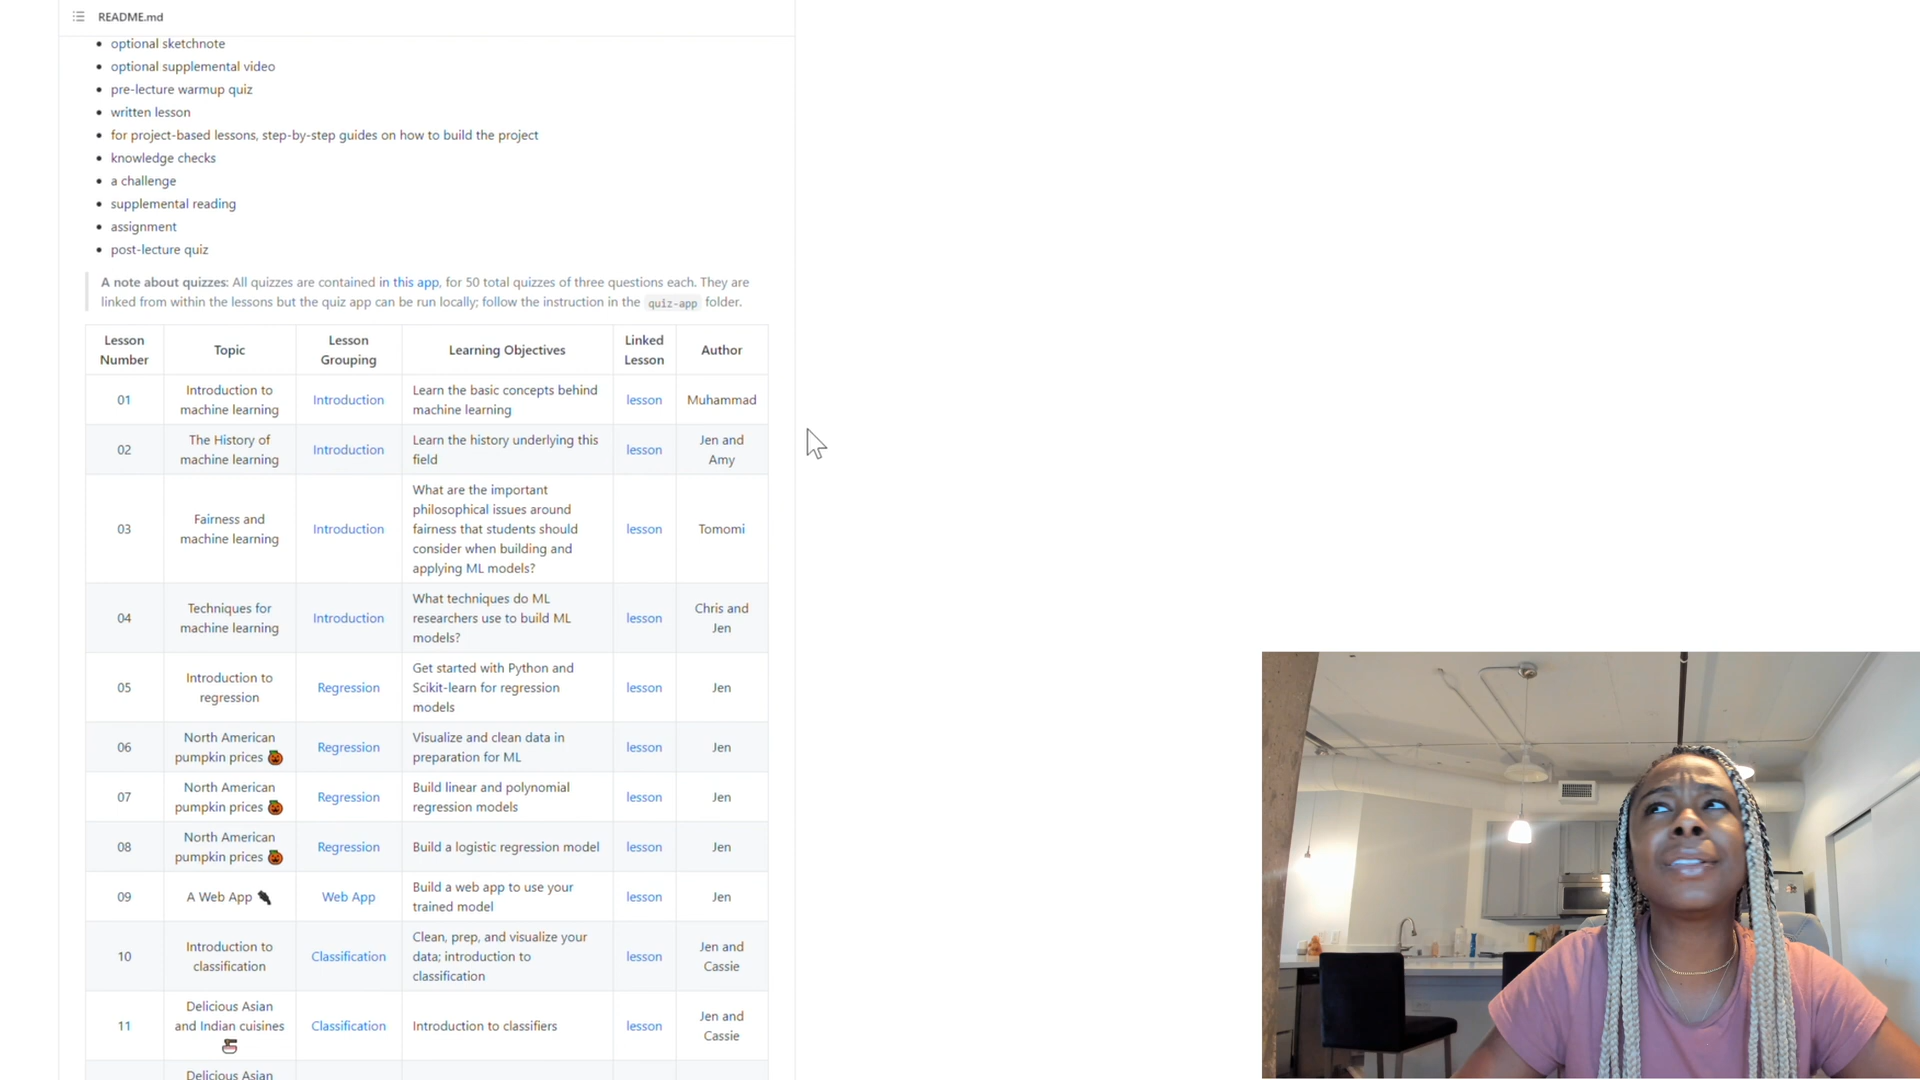 README.md
optional sketchnote
optional supplemental video
pre-lecture warmup quiz
written lesson
for project-based lessons, step-by-step guides on how to build the project
knowledge checks
a challenge
supplemental reading
assignment
post-lecture quiz
A note about quizzes: All quizzes are contained in this app, for 50 total quizzes of three questions each. They are
linked from within the lessons but the quiz app can be run locally; follow the instruction in the quiz-app folder.
Lesson
Number
Topic
Lesson
Grouping
Learning Objectives
Linked
Lesson
Author
01
Introduction to
machine learning
Introduction
Learn the basic concepts behind
machine learning
lesson
Muhammad
02
The History of
machine learning
Introduction
Learn the history underlying this
field
lesson
Jen and
Amy
03
Fairness and
machine learning
Introduction
What are the important
philosophical issues around
fairness that students should
consider when building and
applying ML models?
lesson
Tomomi
04
Techniques for
machine learning
Introduction
What techniques do ML
researchers use to build ML
models?
lesson
Chris and
Jen
05
Introduction to
regression
Regression
Get started with Python and
Scikit-learn for regression
models
lesson
Jen
06
North American
pumpkin prices 🎃
Regression
Visualize and clean data in
preparation for ML
lesson
Jen
07
North American
pumpkin prices 🎃
Regression
Build linear and polynomial
regression models
lesson
Jen
08
North American
pumpkin prices 🎃
Regression
Build a logistic regression model
lesson
Jen
09
A Web App 🔌
Web App
Build a web app to use your
trained model
lesson
Jen
10
Introduction to
classification
Classification
Clean, prep, and visualize your
data; introduction to
classification
lesson
Jen and
Cassie
11
Delicious Asian
and Indian cuisines
🍜
Classification
Introduction to classifiers
lesson
Jen and
Cassie
Delicious Asian